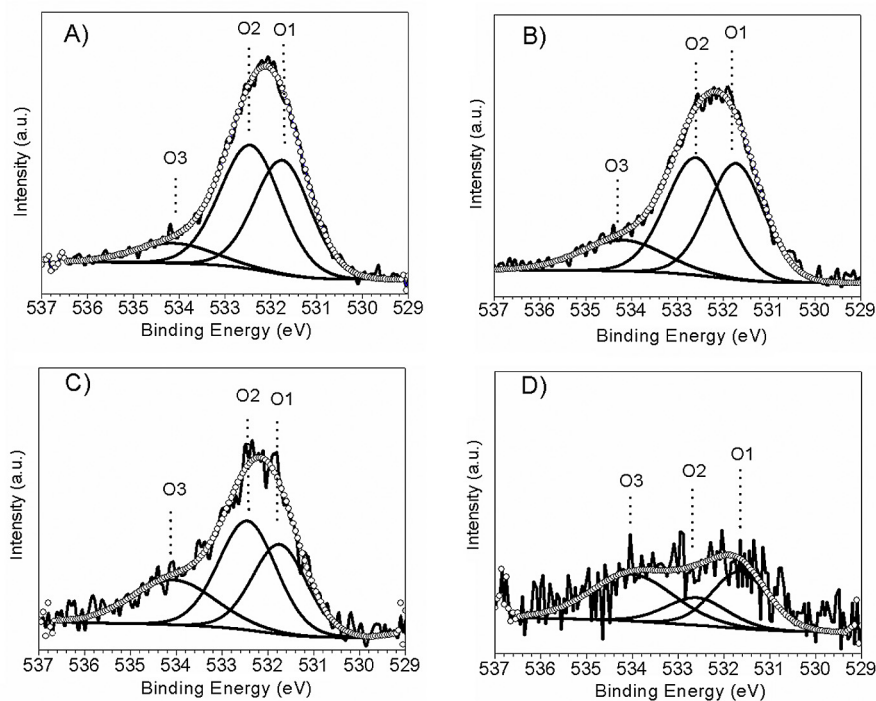 A)
O2 O1
O3
Intensity (a.u.)
537 536 535 534 533 532 531 530 529
Binding Energy (eV)
B)
O2 O1
O3
Intensity (a.u.)
537 536 535 534 533 532 531 530 529
Binding Energy (eV)
C)
O2 O1
O3
Intensity (a.u.)
537 536 535 534 533 532 531 530 529
Binding Energy (eV)
D)
O3 O2 O1
Intensity (a.u.)
537 536 535 534 533 532 531 530 529
Binding Energy (eV)